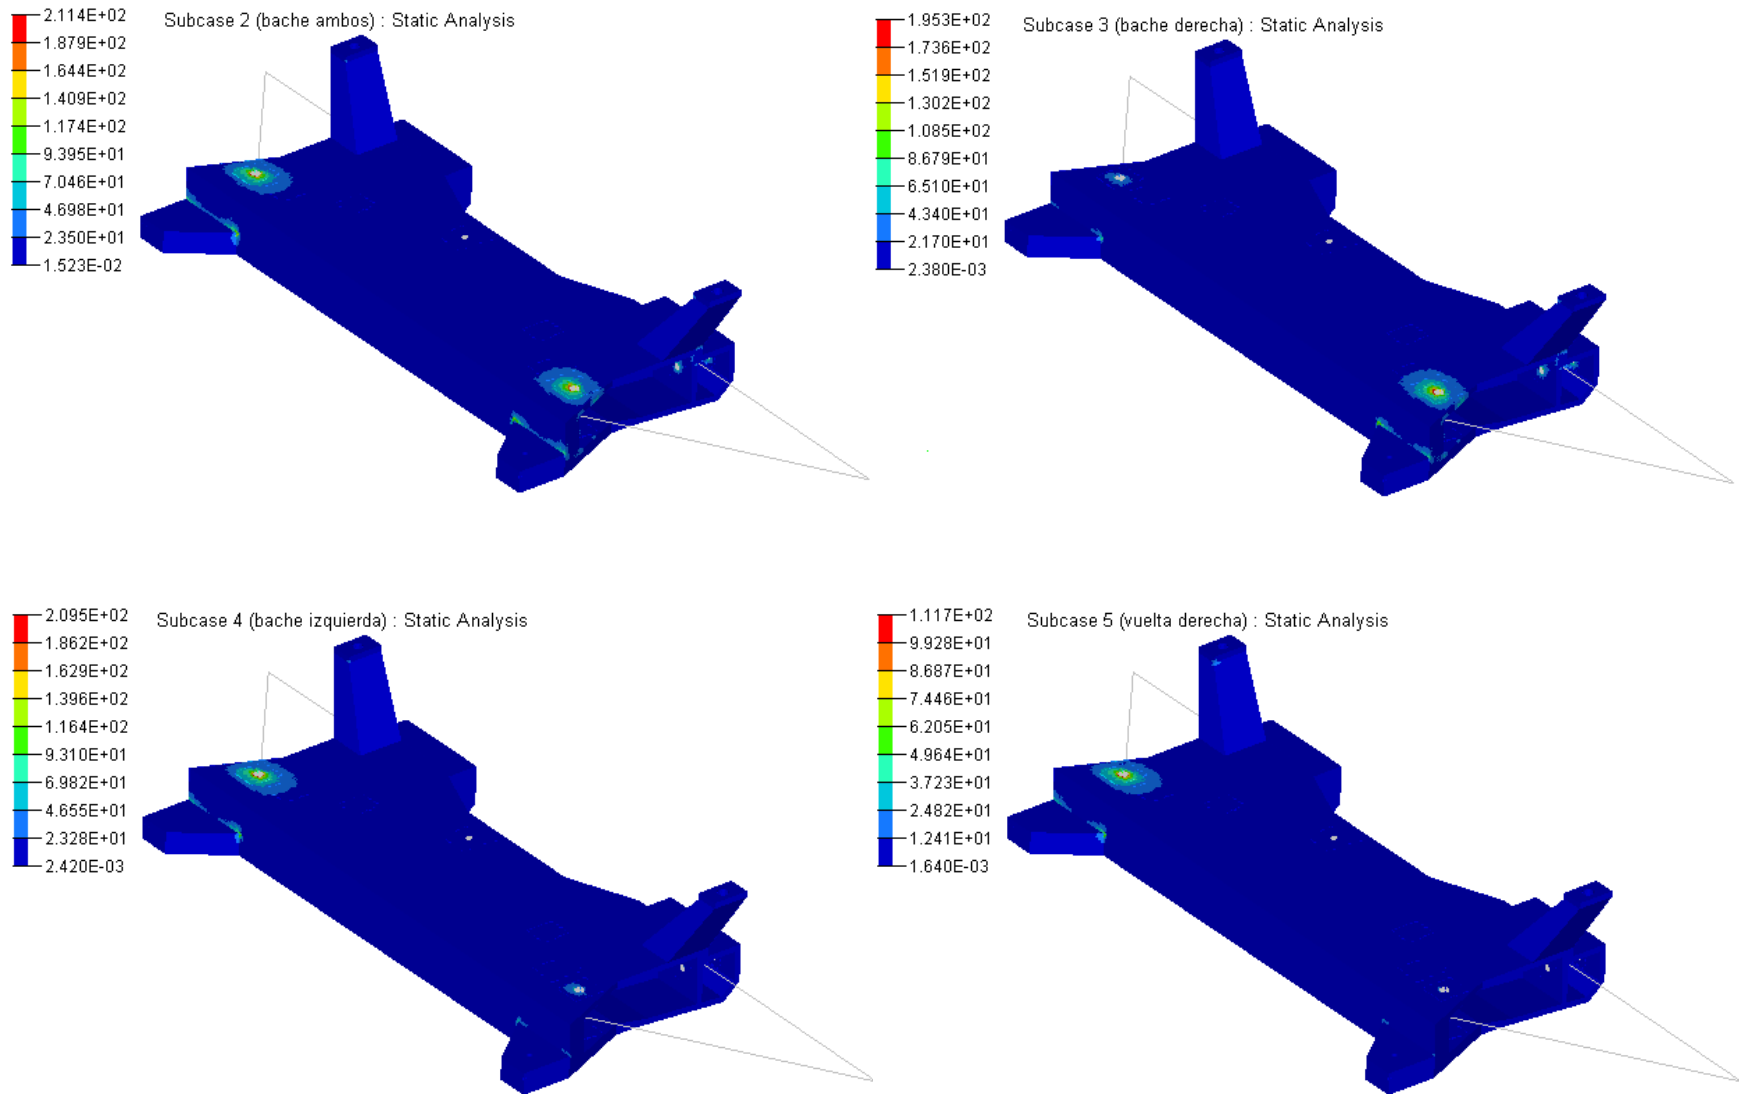 Subcase 2 (bache ambos) : Static Analysis
2.114E+02
1.879E+02
1.644E+02
1.409E+02
1.174E+02
9.395E+01
7.046E+01
4.698E+01
2.350E+01
1.523E-02
Subcase 3 (bache derecha) : Static Analysis
1.953E+02
1.736E+02
1.519E+02
1.302E+02
1.085E+02
8.679E+01
6.510E+01
4.340E+01
2.170E+01
2.380E-03
Subcase 4 (bache izquierda) : Static Analysis
2.095E+02
1.862E+02
1.629E+02
1.396E+02
1.164E+02
9.310E+01
6.982E+01
4.655E+01
2.328E+01
2.420E-03
Subcase 5 (vuelta derecha) : Static Analysis
1.117E+02
9.928E+01
8.687E+01
7.446E+01
6.205E+01
4.964E+01
3.723E+01
2.482E+01
1.241E+01
1.640E-03